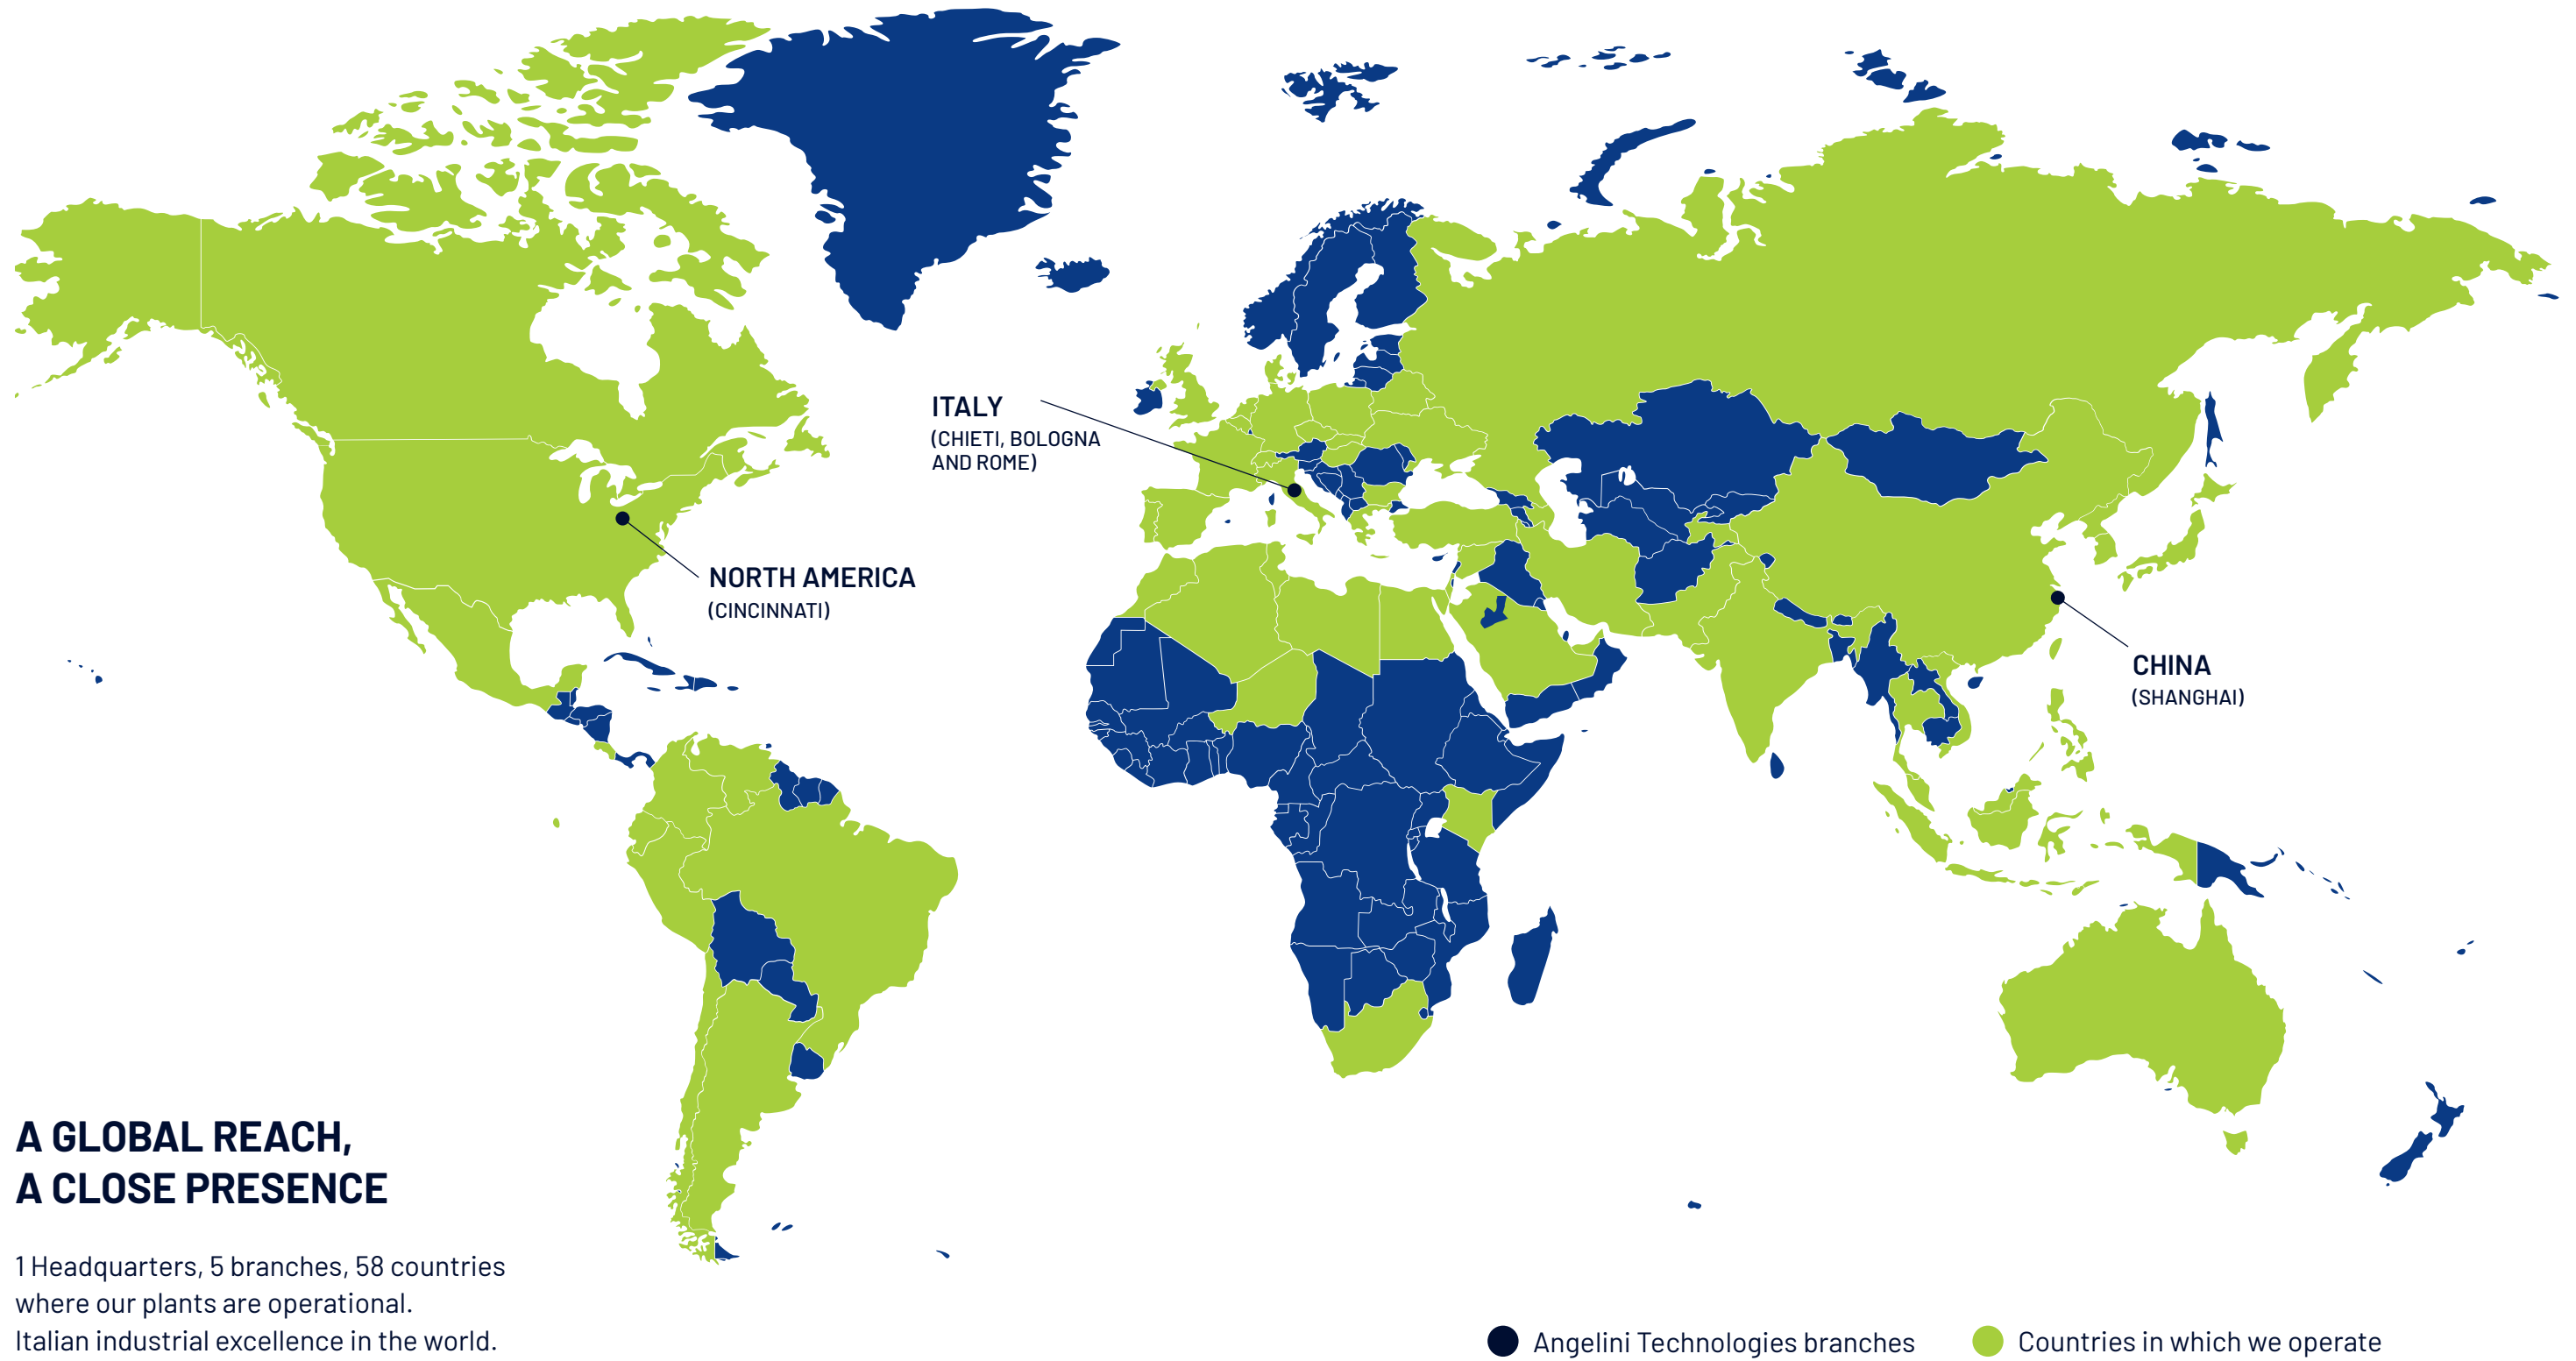 ITALY
(CHIETI, BOLOGNA
AND ROME)
NORTH AMERICA
(CINCINNATI)
CHINA
(SHANGHAI)
A GLOBAL REACH,
A CLOSE PRESENCE
1 Headquarters, 5 branches, 58 countries
where our plants are operational.
Italian industrial excellence in the world.
Angelini Technologies branches
Countries in which we operate